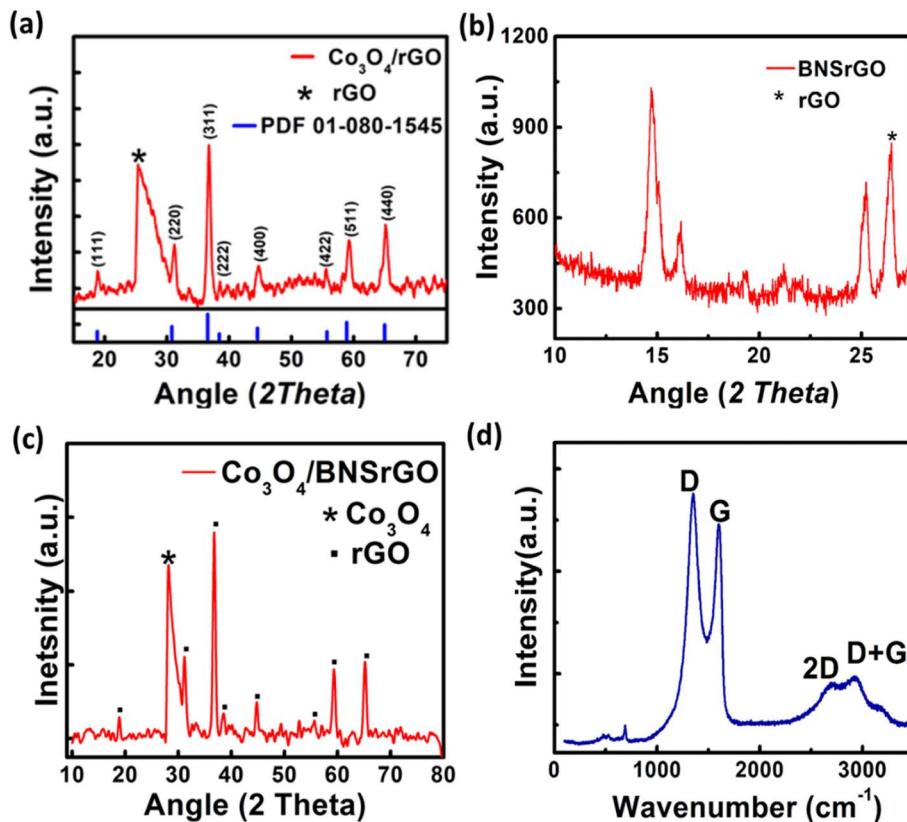 (a)
Co₃O₄/rGO
* rGO
PDF 01-080-1545
(111)
*
(220)
(311)
(222)
(400)
(422)
(511)
(440)
Intensity (a.u.)
20 30 40 50 60 70
Angle (2Theta)
(b)
1200
900
600
300
BNSrGO
* rGO
*
Intensity (a.u.)
10 15 20 25
Angle (2 Theta)
(c)
Co₃O₄/BNSrGO
* Co₃O₄
▪ rGO
*
Inetsnity (a.u.)
10 20 30 40 50 60 70 80
Angle (2 Theta)
(d)
D
G
2D
D+G
Intensity(a.u.)
0 1000 2000 3000
Wavenumber (cm⁻¹)